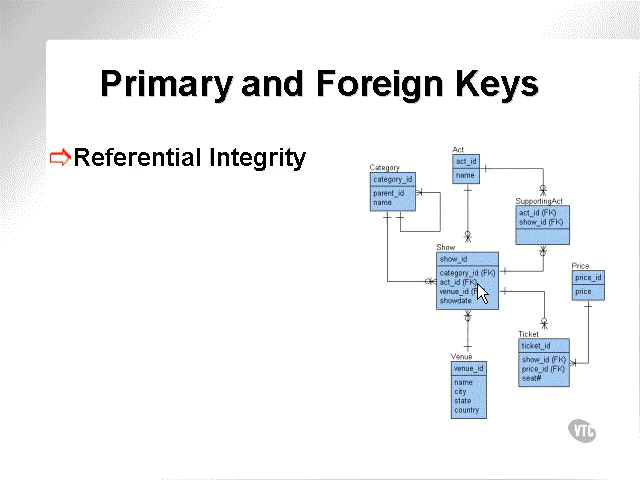 Primary and Foreign Keys
Referential Integrity
Act
act_id
name
Category
category_id
parent_id
name
SupportingAct
act_id (FK)
show_id (FK)
Show
show_id
category_id (FK)
act_id (FK)
venue_id (F
showdate
Price
price_id
price
Ticket
ticket_id
show_id (FK)
price_id (FK)
seat#
Venue
venue_id
name
city
state
country
VTC